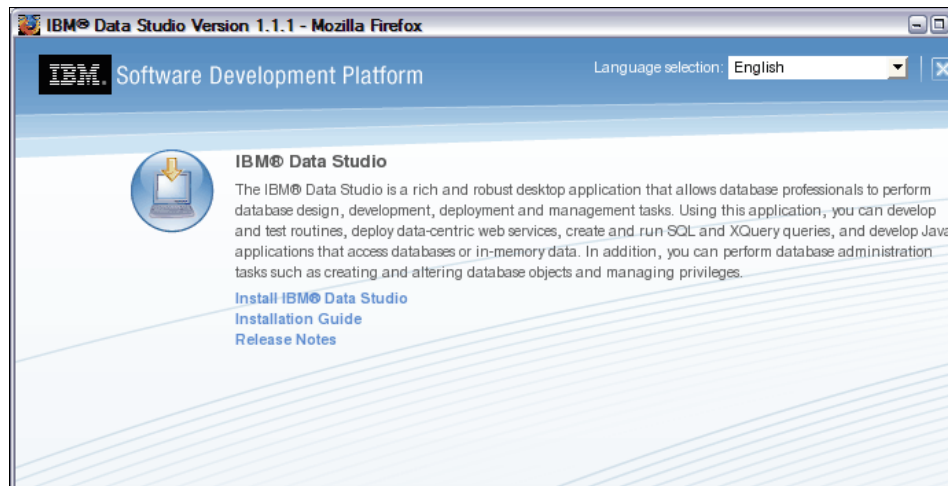 IBM® Data Studio Version 1.1.1 - Mozilla Firefox
IBM. Software Development Platform
Language selection: English
IBM® Data Studio
The IBM® Data Studio is a rich and robust desktop application that allows database professionals to perform
database design, development, deployment and management tasks. Using this application, you can develop
and test routines, deploy data-centric web services, create and run SQL and XQuery queries, and develop Java
applications that access databases or in-memory data. In addition, you can perform database administration
tasks such as creating and altering database objects and managing privileges.
Install IBM® Data Studio
Installation Guide
Release Notes